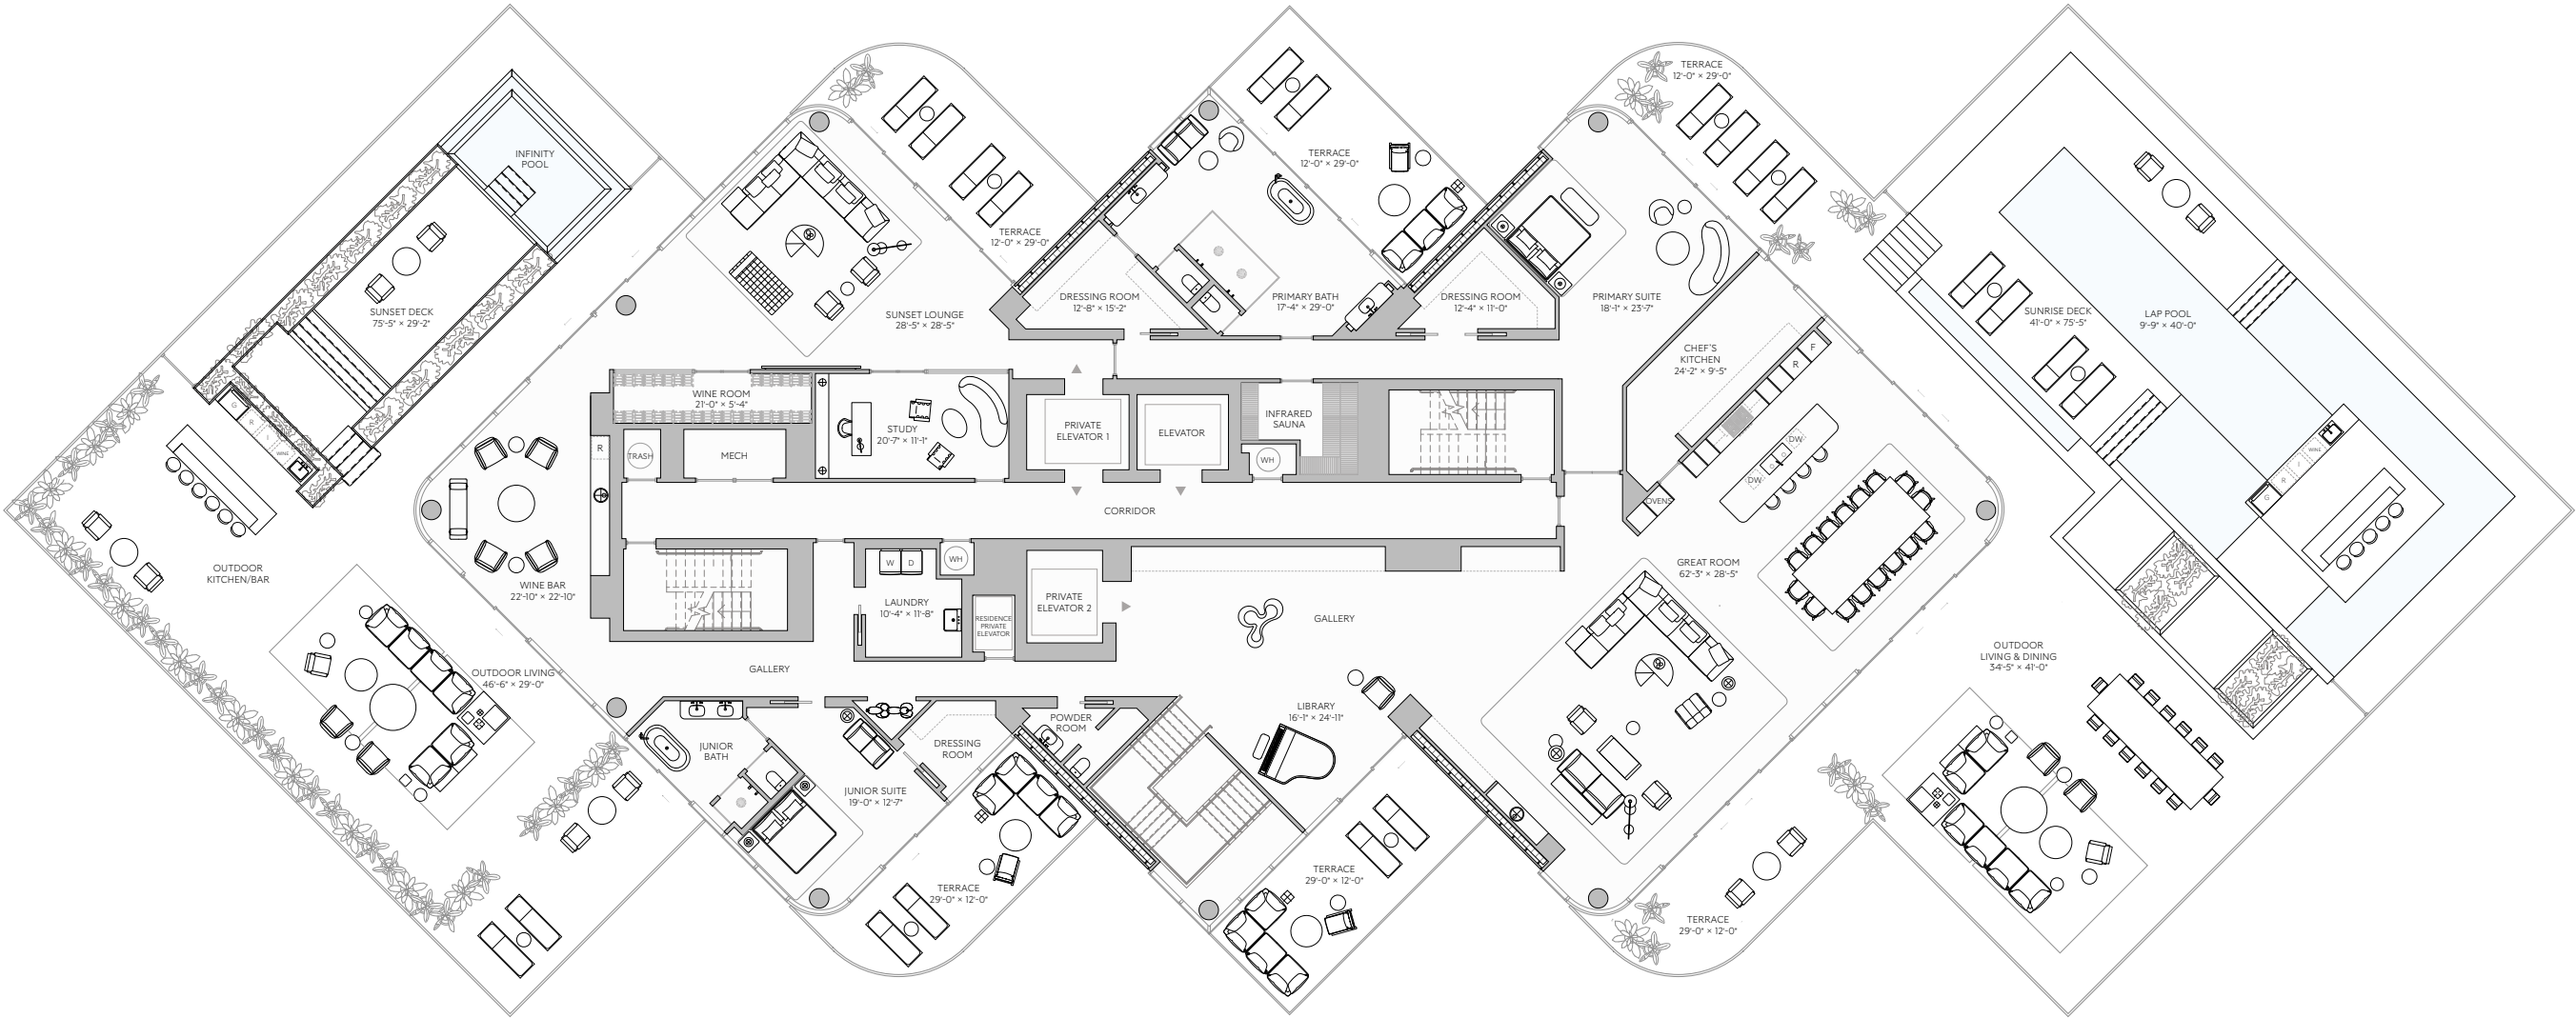 TERRACE
12'-0" × 29'-0"
INFINITY
POOL
TERRACE
12'-0" × 29'-0"
TERRACE
12'-0" × 29'-0"
DRESSING ROOM
12'-8" × 15'-2"
PRIMARY BATH
17'-4" × 29'-0"
DRESSING ROOM
12'-4" × 11'-0"
PRIMARY SUITE
18'-1" × 23'-7"
SUNSET DECK
75'-5" × 29'-2"
SUNSET LOUNGE
28'-5" × 28'-5"
SUNRISE DECK
41'-0" × 75'-5"
LAP POOL
9'-9" × 40'-0"
CHEF'S
KITCHEN
24'-2" × 9'-5"
F
R
WINE ROOM
21'-0" × 5'-4"
G
R
I
WINE
STUDY
20'-7" × 11'-1"
PRIVATE
ELEVATOR 1
ELEVATOR
INFRARED
SAUNA
R
TRASH
MECH
WH
DW
DW
OVENS
WINE
I
R
G
CORRIDOR
OUTDOOR
KITCHEN/BAR
WINE BAR
22'-10" × 22'-10"
W
D
WH
LAUNDRY
10'-4" × 11'-8"
RESIDENCE
PRIVATE
ELEVATOR
PRIVATE
ELEVATOR 2
GALLERY
GREAT ROOM
62'-3" × 28'-5"
OUTDOOR
LIVING & DINING
34'-5" × 41'-0"
GALLERY
OUTDOOR LIVING
46'-6" × 29'-0"
JUNIOR
BATH
DRESSING
ROOM
POWDER
ROOM
LIBRARY
16'-1" × 24'-11"
JUNIOR SUITE
19'-0" × 12'-7"
TERRACE
29'-0" × 12'-0"
TERRACE
29'-0" × 12'-0"
TERRACE
29'-0" × 12'-0"